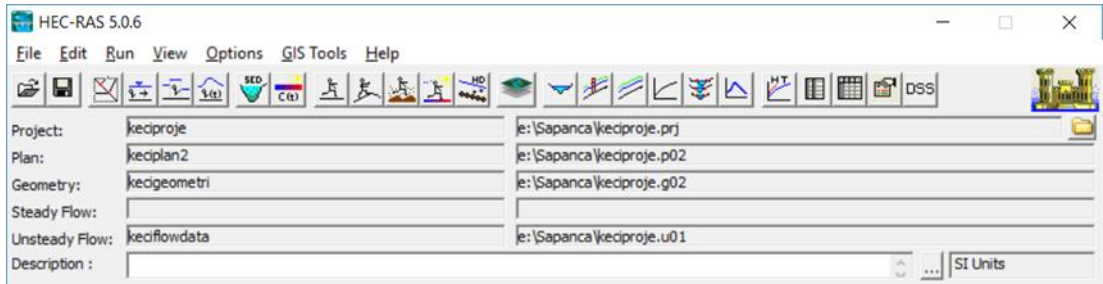 HEC-RAS 5.0.6
File Edit Run View Options GIS Tools Help
SED C(t) HD HT DSS
Project: keciproje e:\Sapanca\keciproje.prj
Plan: keciplan2 e:\Sapanca\keciproje.p02
Geometry: kecigeometri e:\Sapanca\keciproje.g02
Steady Flow:
Unsteady Flow: keciflowdata e:\Sapanca\keciproje.u01
Description : ... SI Units